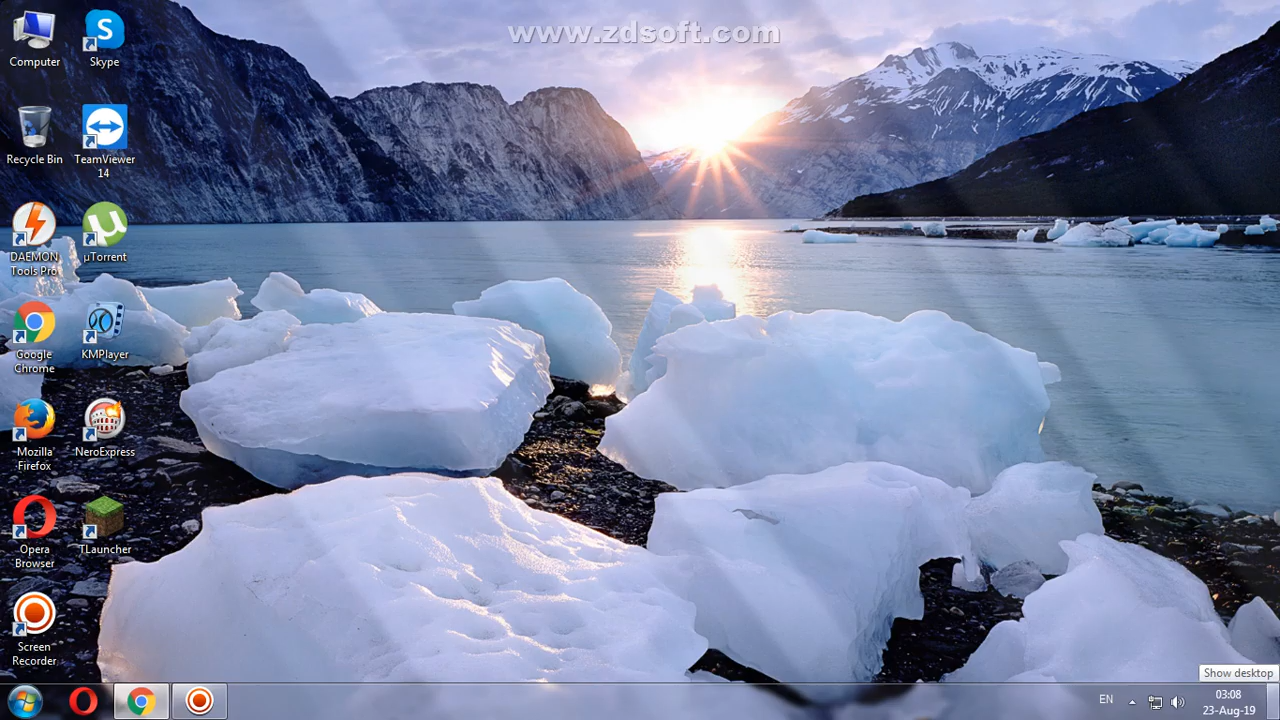 www.zdsoft.com
Computer
Skype
Recycle Bin
TeamViewer
14
DAEMON
Tools Pro
µTorrent
Google
Chrome
KMPlayer
Mozilla
Firefox
NeroExpress
Opera
Browser
TLauncher
Screen
Recorder
Show desktop
EN
03:08
23-Aug-19